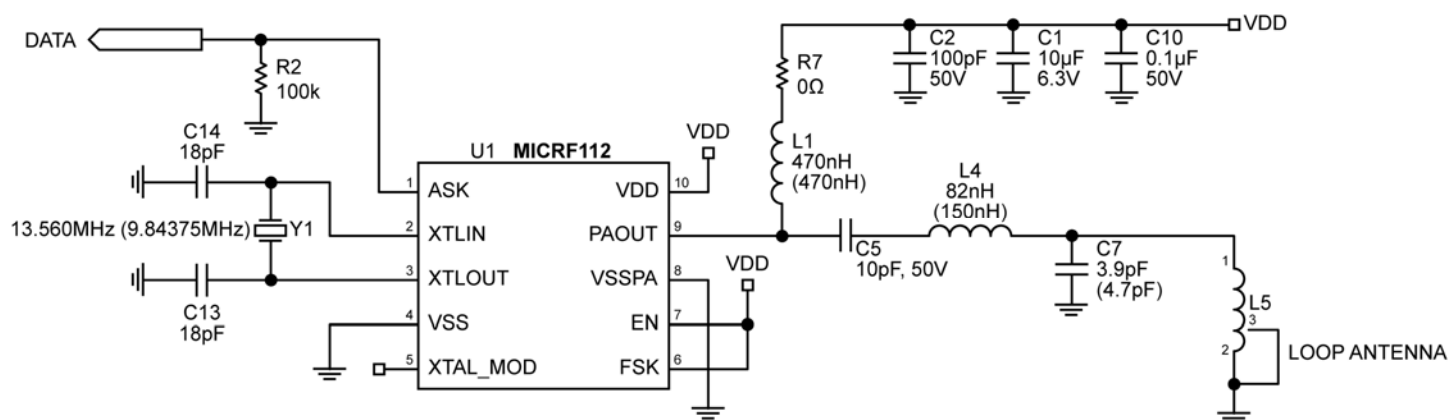 DATA
R2
100k
C14
18pF
13.560MHz (9.84375MHz)
Y1
C13
18pF
U1 MICRF112
1
ASK
2
XTLIN
3
XTLOUT
4
VSS
5
XTAL_MOD
VDD
10
PAOUT
9
VSSPA
8
EN
7
FSK
6
VDD
VDD
R7
0Ω
L1
470nH
(470nH)
C2
100pF
50V
C1
10μF
6.3V
C10
0.1μF
50V
VDD
C5
10pF, 50V
L4
82nH
(150nH)
C7
3.9pF
(4.7pF)
1
L5
3
2
LOOP ANTENNA